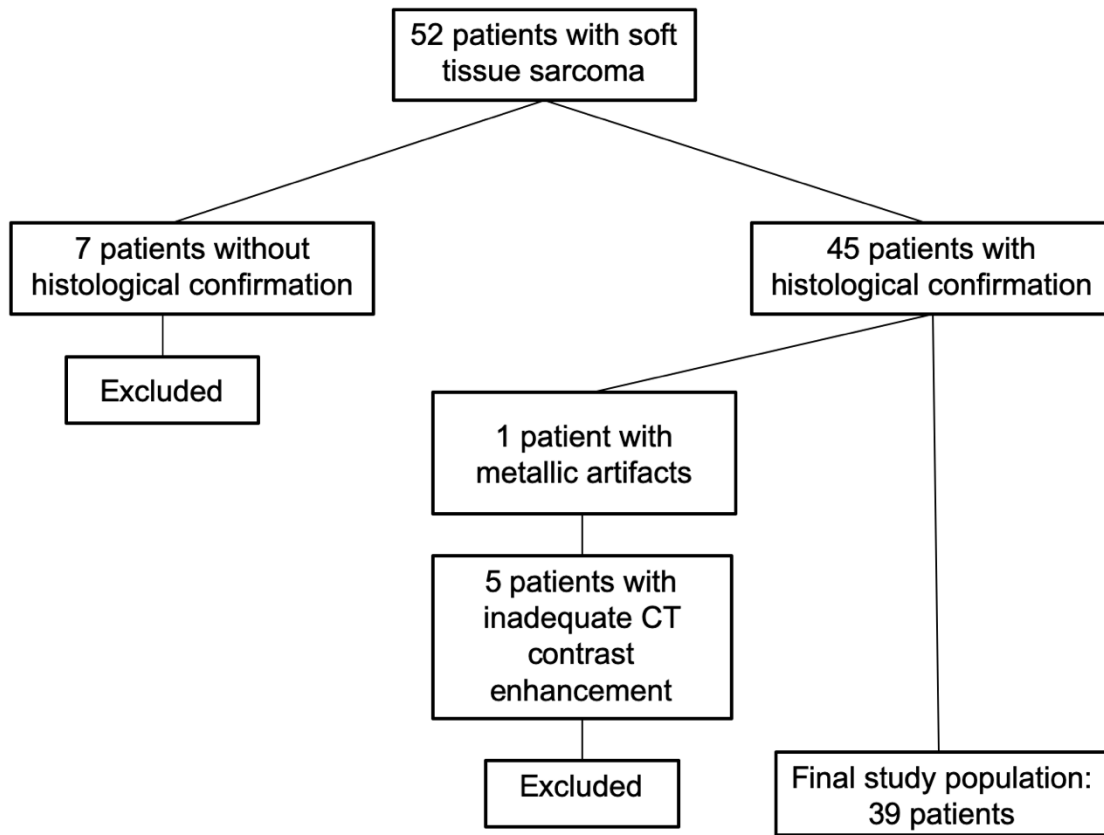 52 patients with soft
tissue sarcoma
7 patients without
histological confirmation
45 patients with
histological confirmation
Excluded
1 patient with
metallic artifacts
5 patients with
inadequate CT
contrast
enhancement
Excluded
Final study population:
39 patients